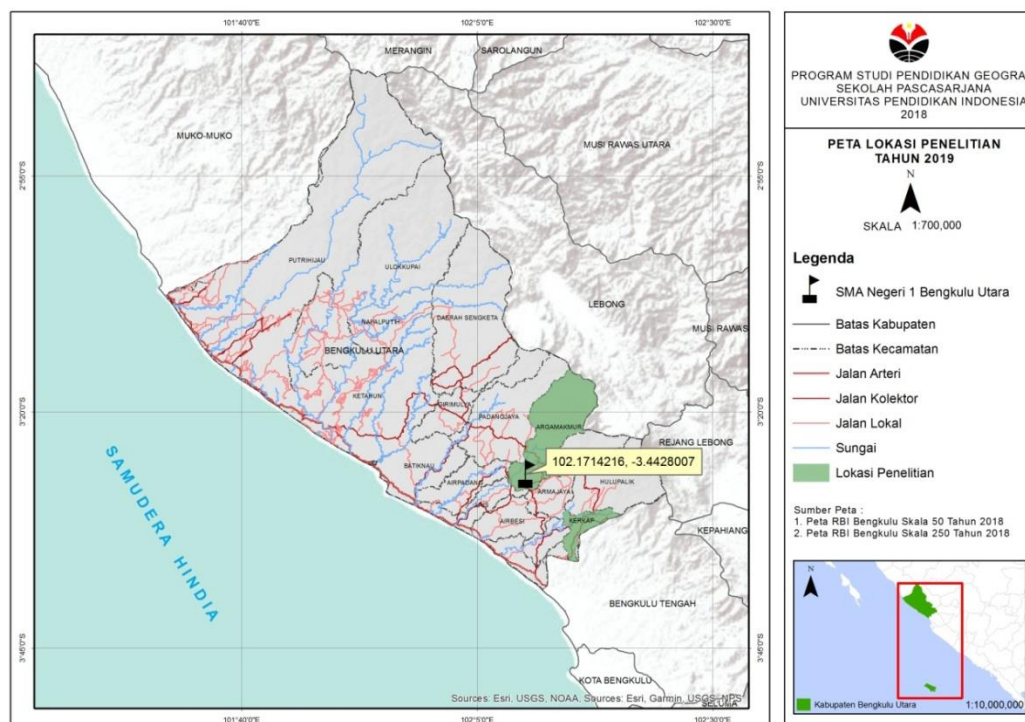 101°40'0"E
102°5'0"E
102°30'0"E
MERANGIN
SAROLANGUN
MUKO-MUKO
MUSI RAWAS UTARA
2°55'0"S
2°55'0"S
PUTRIHIJAU
ULOKKUPAI
LEBONG
NAPALPUTIH
DAERAH SENGKETA
MUSI RAWAS
BENGKULU UTARA
KETAHUN
3°20'0"S
3°20'0"S
GIRIMULYA
PADANGJAYA
ARGAMAKMUR
REJANG LEBONG
BATIKNAU
102.1714216, -3.4428007
AIRPADANG
ARMAJAYA
HULUPALIK
AIRBESI
KERKAP
KEPAHIANG
SAMUDERA HINDIA
BENGKULU TENGAH
3°45'0"S
3°45'0"S
KOTA BENGKULU
SELUMA
Sources: Esri, USGS, NOAA, Sources: Esri, Garmin, USGS, NPS
101°40'0"E
102°5'0"E
102°30'0"E
PROGRAM STUDI PENDIDIKAN GEOGRA
SEKOLAH PASCASARJANA
UNIVERSITAS PENDIDIKAN INDONESIA
2018
PETA LOKASI PENELITIAN
TAHUN 2019
N
SKALA 1:700,000
Legenda
SMA Negeri 1 Bengkulu Utara
Batas Kabupaten
Batas Kecamatan
Jalan Arteri
Jalan Kolektor
Jalan Lokal
Sungai
Lokasi Penelitian
Sumber Peta :
1. Peta RBI Bengkulu Skala 50 Tahun 2018
2. Peta RBI Bengkulu Skala 250 Tahun 2018
N
Kabupaten Bengkulu Utara
1:10,000,000